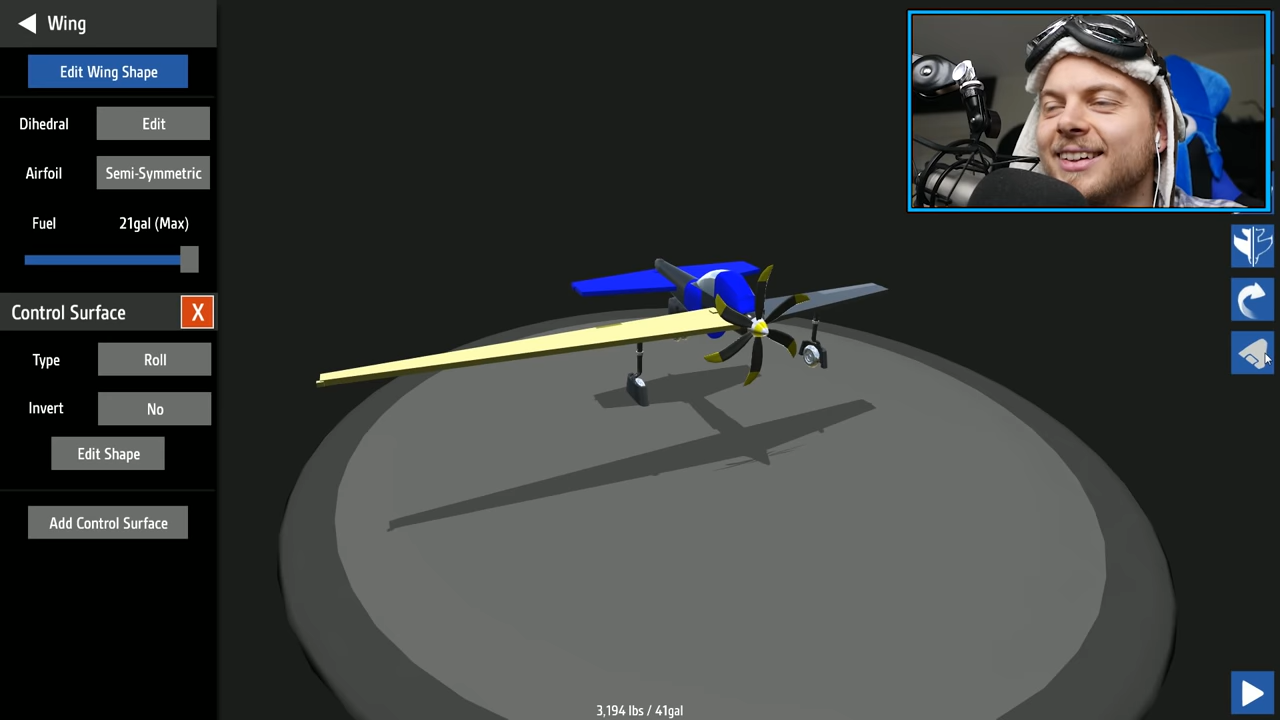 Wing
Edit Wing Shape
Dihedral Edit
Airfoil Semi-Symmetric
Fuel 21gal (Max)
Control Surface X
Type Roll
Invert No
Edit Shape
Add Control Surface
3,194 lbs / 41gal